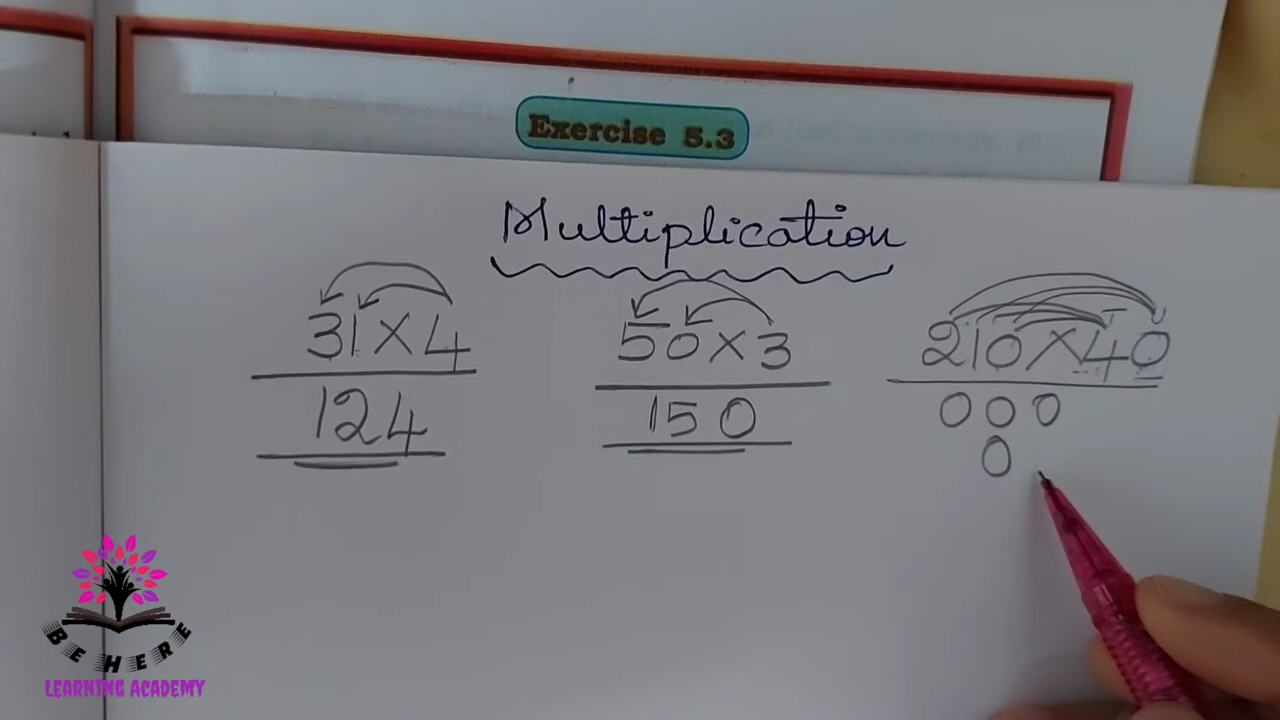 Exercise 5.3
Multiplication
31×4
124
50×3
150
210×40
000
0
BE HERE
LEARNING ACADEMY